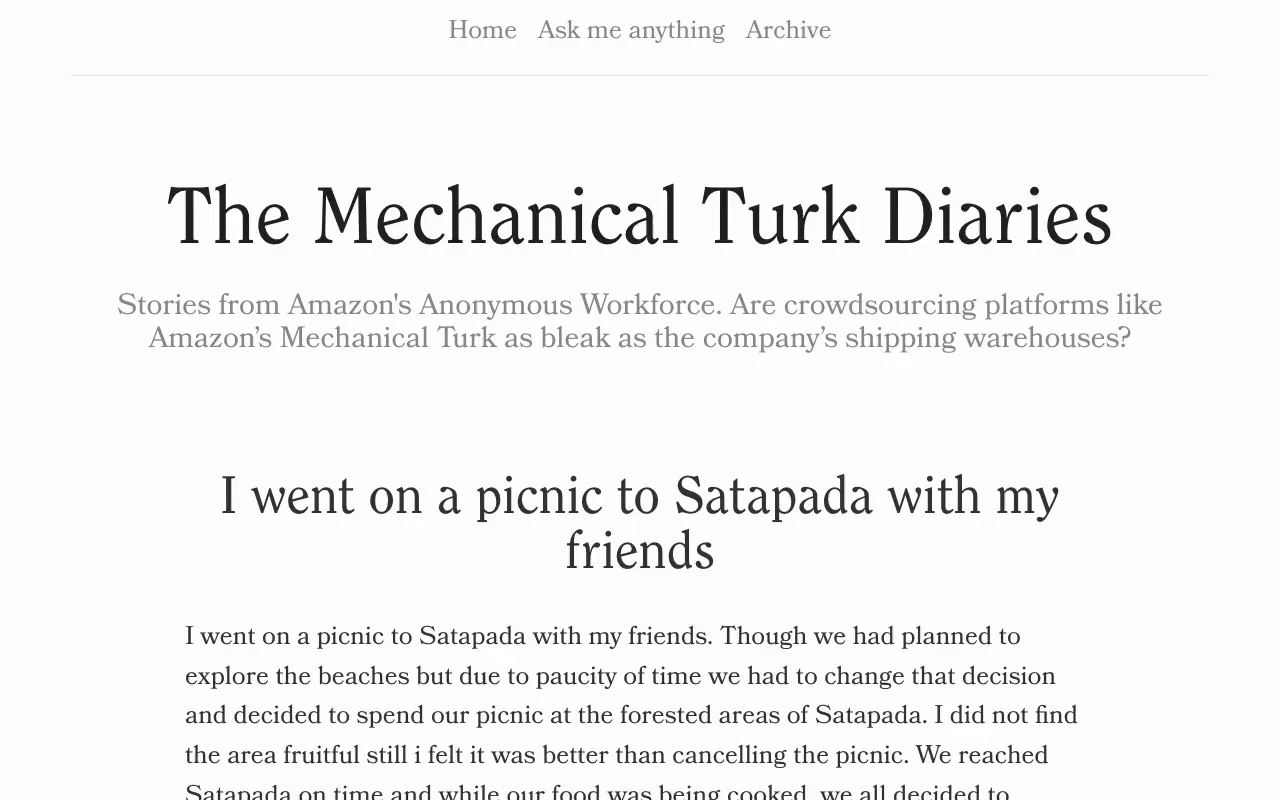 Home Ask me anything Archive
The Mechanical Turk Diaries
Stories from Amazon's Anonymous Workforce. Are crowdsourcing platforms like
Amazon’s Mechanical Turk as bleak as the company’s shipping warehouses?
I went on a picnic to Satapada with my
friends
I went on a picnic to Satapada with my friends. Though we had planned to
explore the beaches but due to paucity of time we had to change that decision
and decided to spend our picnic at the forested areas of Satapada. I did not find
the area fruitful still i felt it was better than cancelling the picnic. We reached
Satapada on time and while our food was being cooked, we all decided to